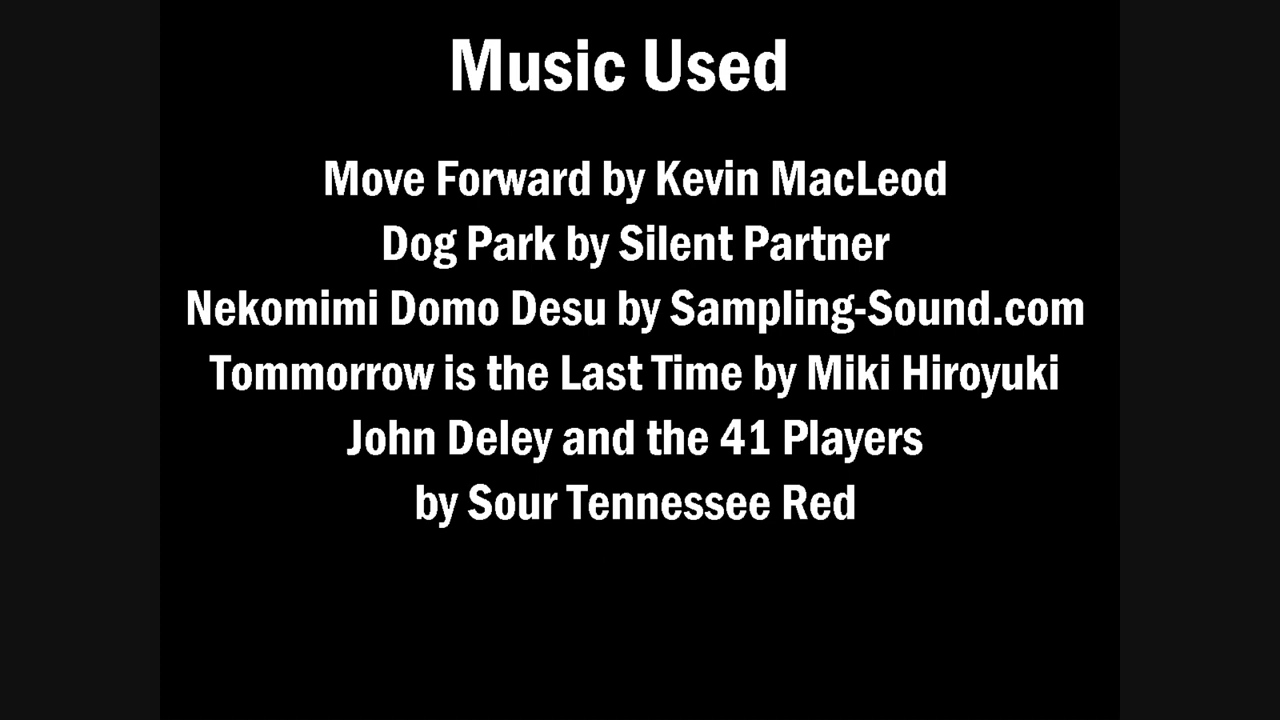 Music Used
Move Forward by Kevin MacLeod
Dog Park by Silent Partner
Nekomimi Domo Desu by Sampling-Sound.com
Tommorrow is the Last Time by Miki Hiroyuki
John Deley and the 41 Players
by Sour Tennessee Red